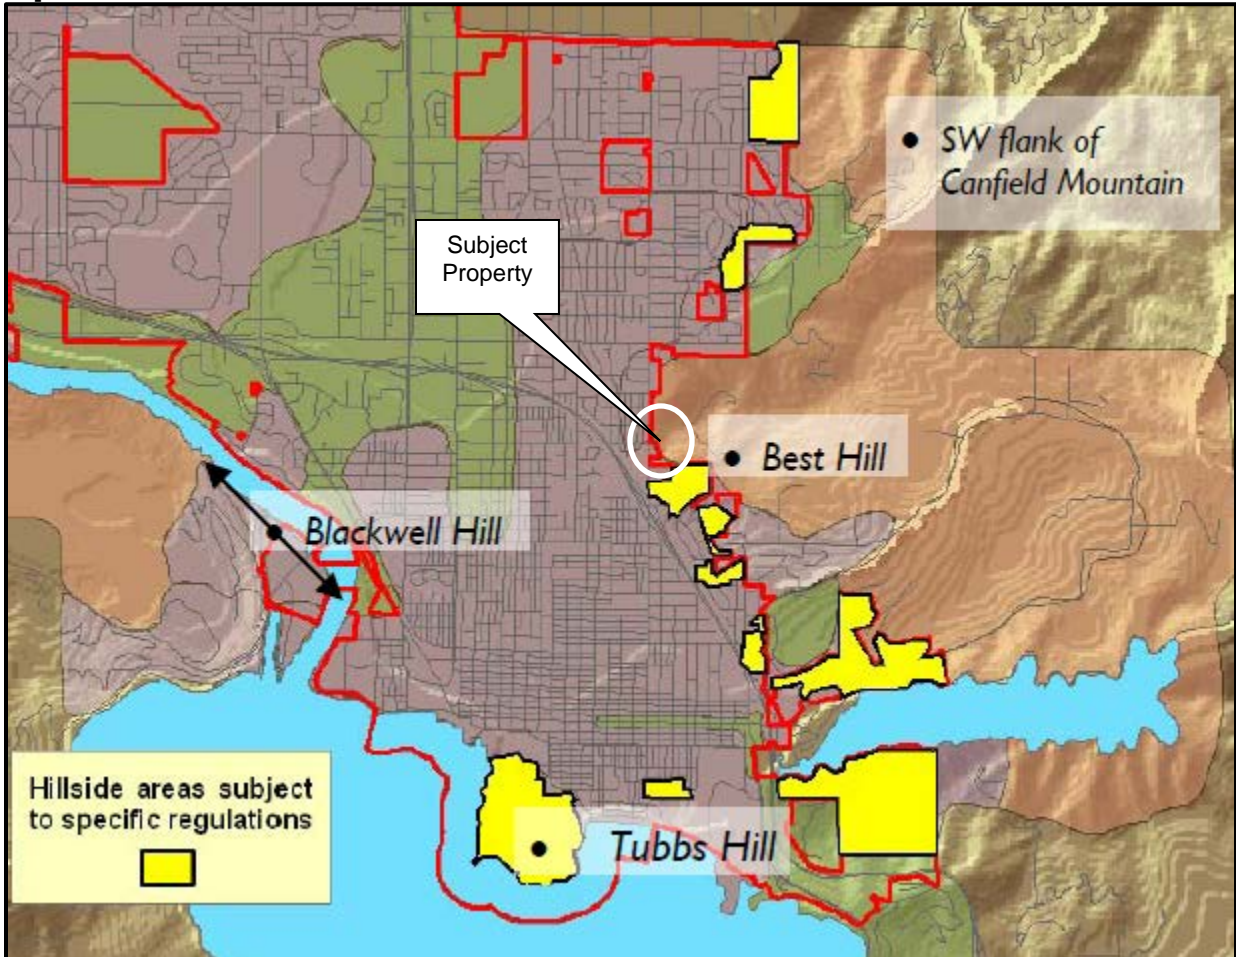 SW flank of
Canfield Mountain
Subject
Property
Best Hill
Blackwell Hill
Hillside areas subject
to specific regulations
Tubbs Hill